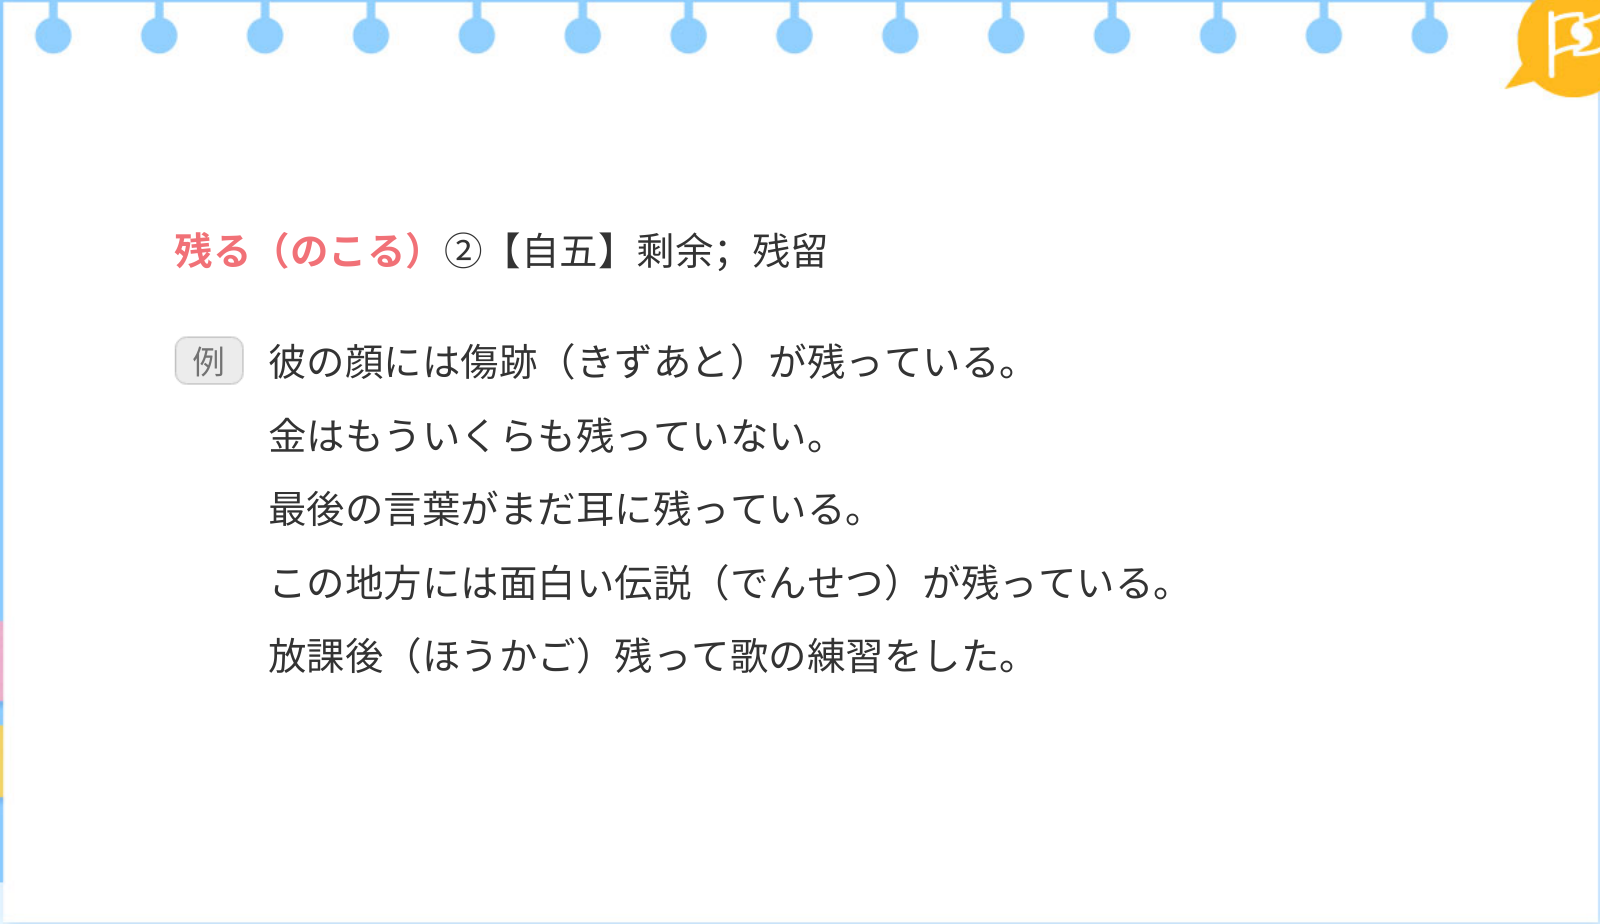 残る（のこる）②【自五】剩余；残留
例 彼の顔には傷跡（きずあと）が残っている。
金はもういくらも残っていない。
最後の言葉がまだ耳に残っている。
この地方には面白い伝説（でんせつ）が残っている。
放課後（ほうかご）残って歌の練習をした。